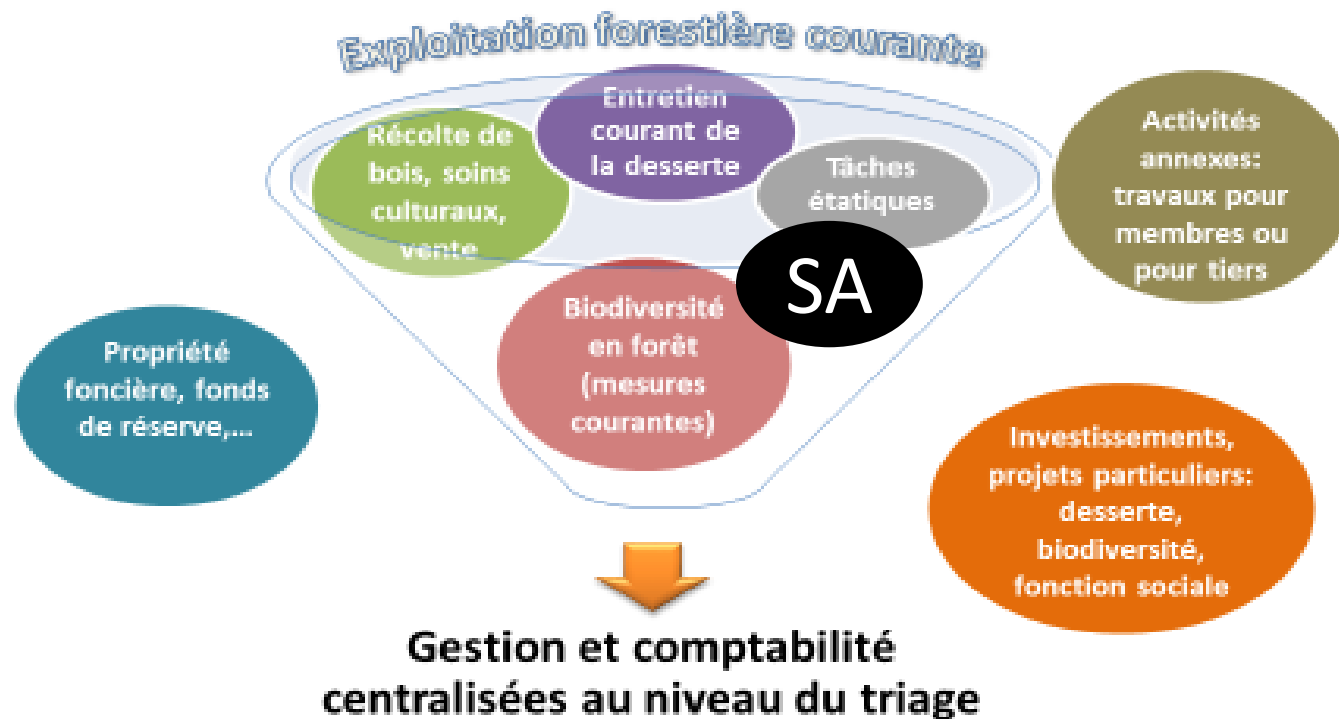 Exploitation forestière courante
Entretien
courant de
la desserte
Récolte de
bois, soins
culturaux,
vente
Tâches
étatiques
Activités
annexes:
travaux pour
membres ou
pour tiers
SA
Biodiversité
en forêt
(mesures
courantes)
Propriété
foncière, fonds
de réserve,...
Investissements,
projets particuliers:
desserte,
biodiversité,
fonction sociale
Gestion et comptabilité
centralisées au niveau du triage